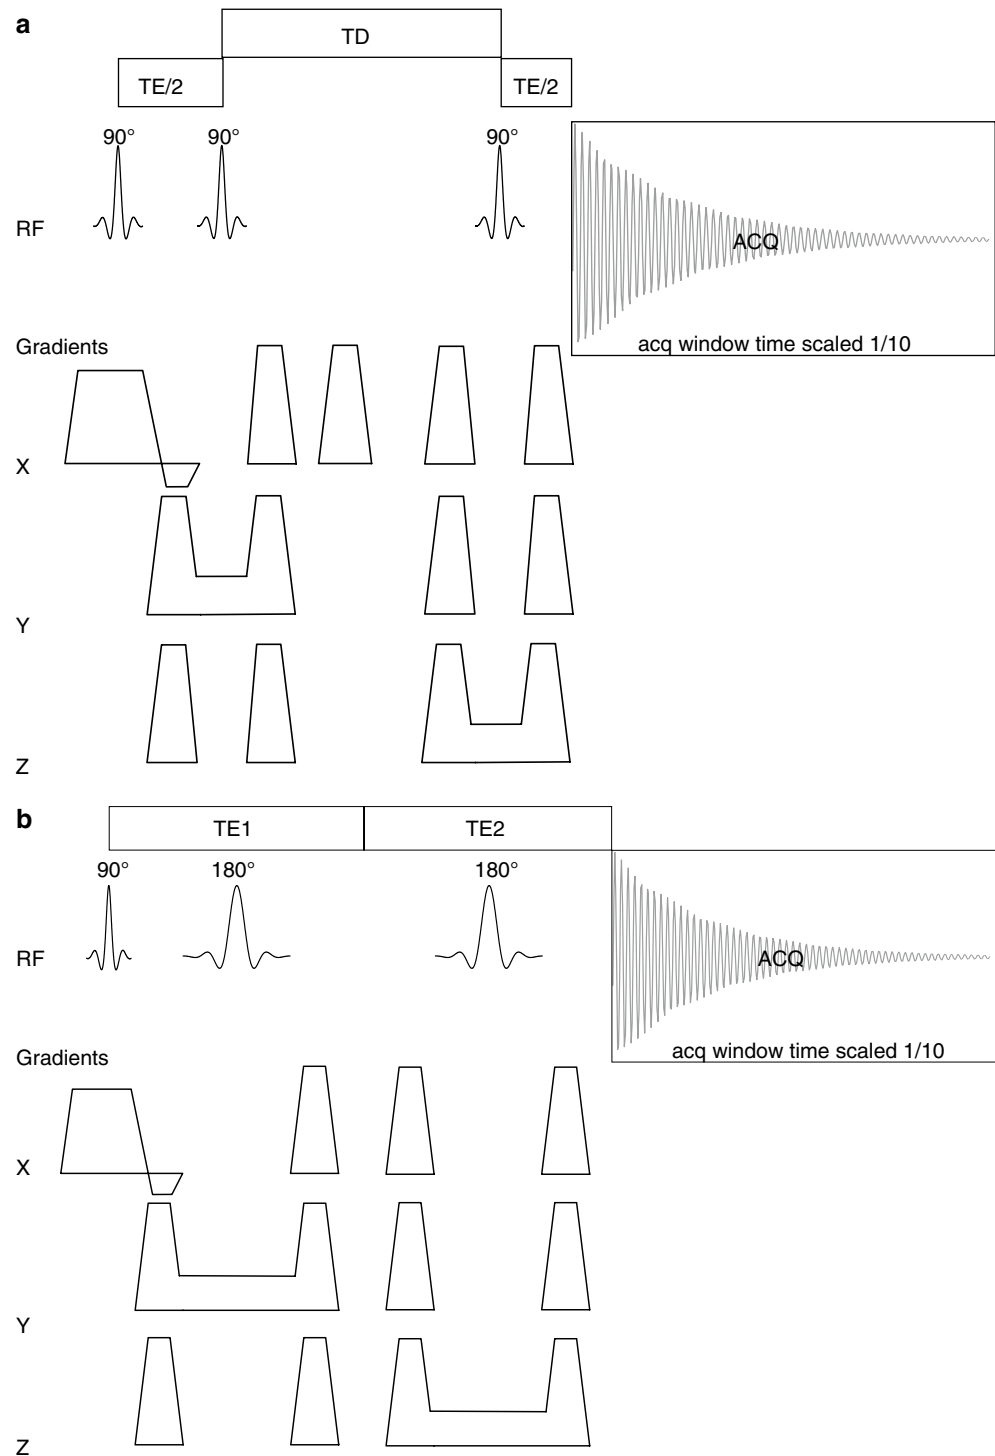 a
TD
TE/2
TE/2
90°
90°
90°
RF
ACQ
acq window time scaled 1/10
Gradients
X
Y
Z
b
TE1
TE2
90°
180°
180°
RF
ACQ
acq window time scaled 1/10
Gradients
X
Y
Z